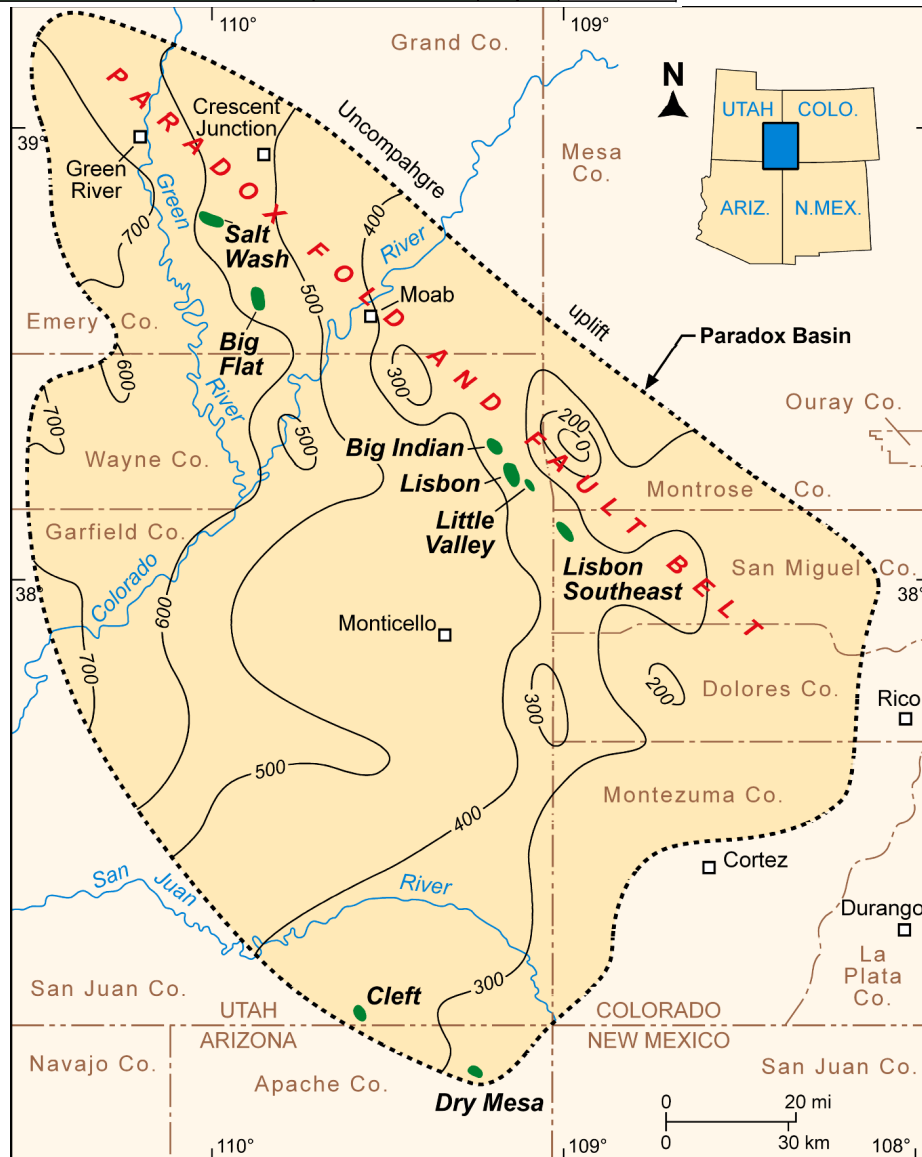 110°
109°
Grand Co.
N
UTAH
COLO.
ARIZ.
N.MEX.
PARADOX FOLD AND FAULT BELT
Crescent
Junction
Uncompahgre
uplift
39°
Green
River
Mesa
Co.
Green
River
700
400
River
Salt
Wash
500
Moab
Emery Co.
Big
Flat
Paradox Basin
600
300
700
River
500
200
0
Ouray Co.
Big Indian
Wayne Co.
Lisbon
Montrose Co.
Little
Valley
Garfield Co.
Lisbon
Southeast
San Miguel Co.
38°
38°
Colorado
600
Monticello
700
300
200
Dolores Co.
Rico
500
Montezuma Co.
400
Cortez
San Juan River
Durango
La
Plata
Co.
300
San Juan Co.
Cleft
UTAH
COLORADO
ARIZONA
NEW MEXICO
Navajo Co.
Apache Co.
San Juan Co.
Dry Mesa
0
20 mi
0
30 km
110°
109°
108°